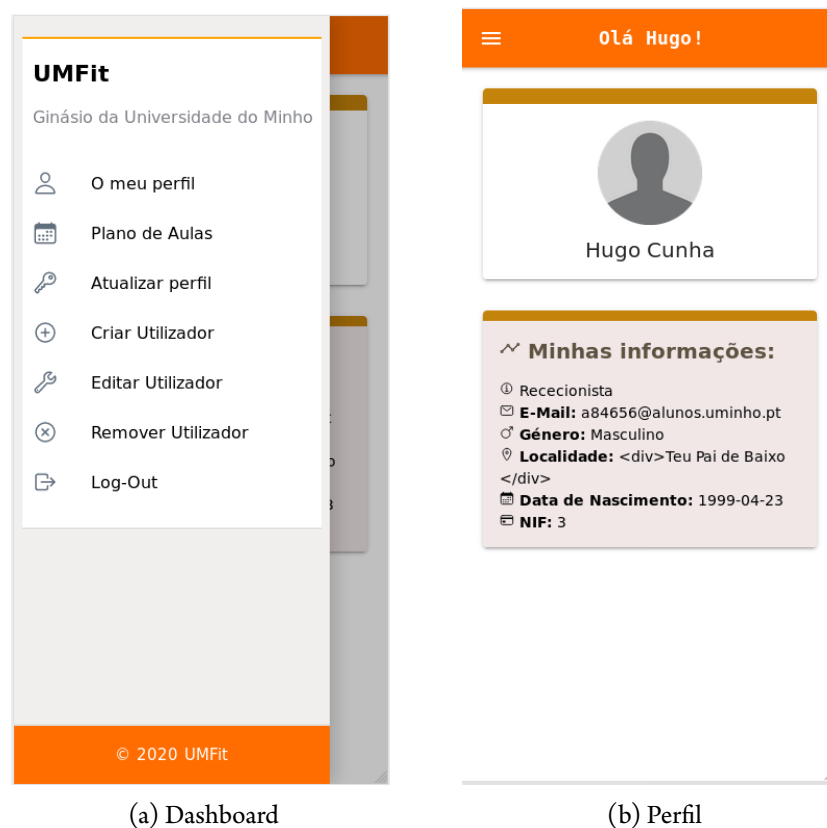 UMFit
Ginásio da Universidade do Minho
O meu perfil
Plano de Aulas
Atualizar perfil
Criar Utilizador
Editar Utilizador
Remover Utilizador
Log-Out
© 2020 UMFit
(a) Dashboard
Olá Hugo!
Hugo Cunha
Minhas informações:
Rececionista
E-Mail: a84656@alunos.uminho.pt
Género: Masculino
Localidade: <div>Teu Pai de Baixo
</div>
Data de Nascimento: 1999-04-23
NIF: 3
(b) Perfil